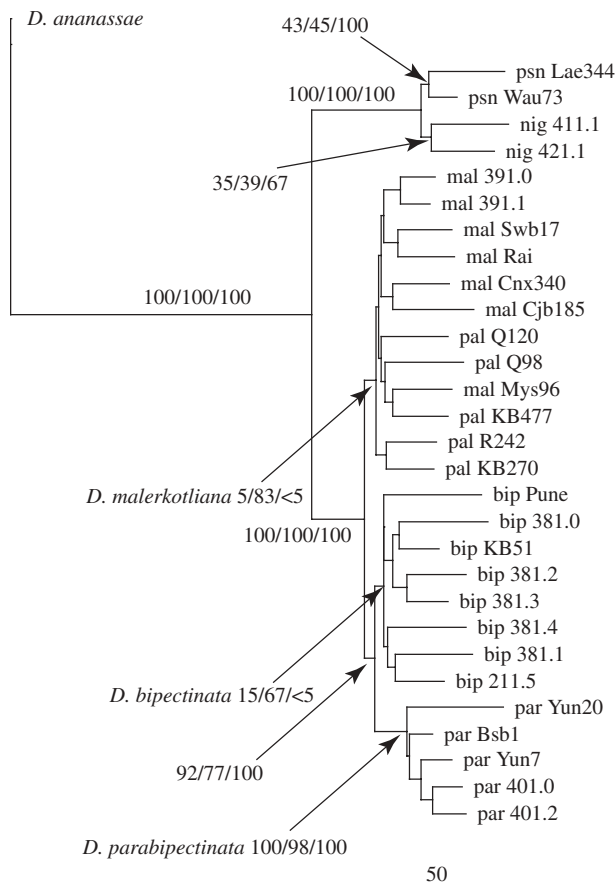 D. ananassae
43/45/100
psn Lae344
100/100/100
psn Wau73
nig 411.1
nig 421.1
35/39/67
mal 391.0
mal 391.1
mal Swb17
mal Rai
mal Cnx340
100/100/100
mal Cjb185
pal Q120
pal Q98
mal Mys96
pal KB477
pal R242
pal KB270
D. malerkotliana 5/83/<5
bip Pune
bip 381.0
100/100/100
bip KB51
bip 381.2
bip 381.3
bip 381.4
bip 381.1
bip 211.5
D. bipectinata 15/67/<5
par Yun20
par Bsb1
par Yun7
92/77/100
par 401.0
par 401.2
D. parabipectinata 100/98/100
50